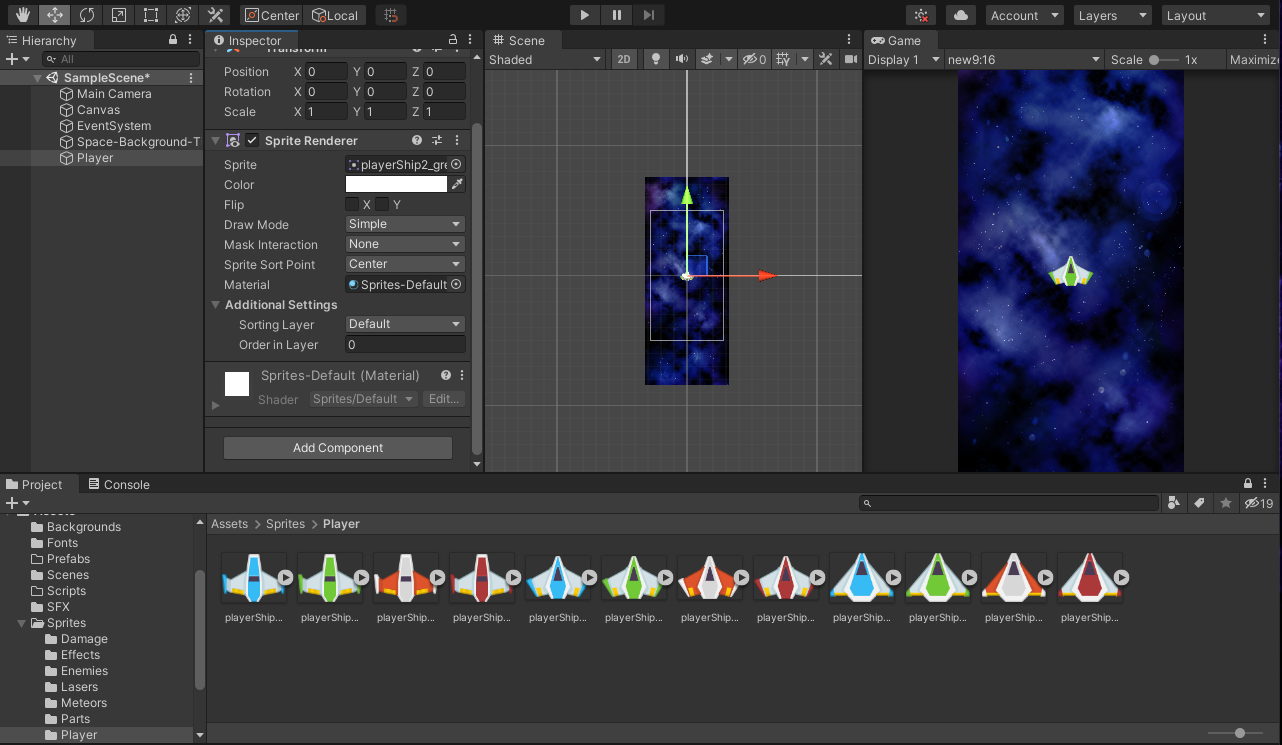 Center Local Account Layers Layout
Hierarchy
All
SampleScene*
Main Camera
Canvas
EventSystem
Space-Background-T
Player
Inspector
Transform
Position X 0 Y 0 Z 0
Rotation X 0 Y 0 Z 0
Scale X 1 Y 1 Z 1
Sprite Renderer
Sprite playerShip2_gre
Color
Flip X Y
Draw Mode Simple
Mask Interaction None
Sprite Sort Point Center
Material Sprites-Default
Additional Settings
Sorting Layer Default
Order in Layer 0
Sprites-Default (Material)
Shader Sprites/Default Edit...
Add Component
Scene
Shaded 2D 0
Game
Display 1 new9:16 Scale 1x Maximize
Project Console
19
Assets
Backgrounds
Fonts
Prefabs
Scenes
Scripts
SFX
Sprites
Damage
Effects
Enemies
Lasers
Meteors
Parts
Player
Assets > Sprites > Player
playerShip... playerShip... playerShip... playerShip... playerShip... playerShip... playerShip... playerShip... playerShip... playerShip... playerShip... playerShip...